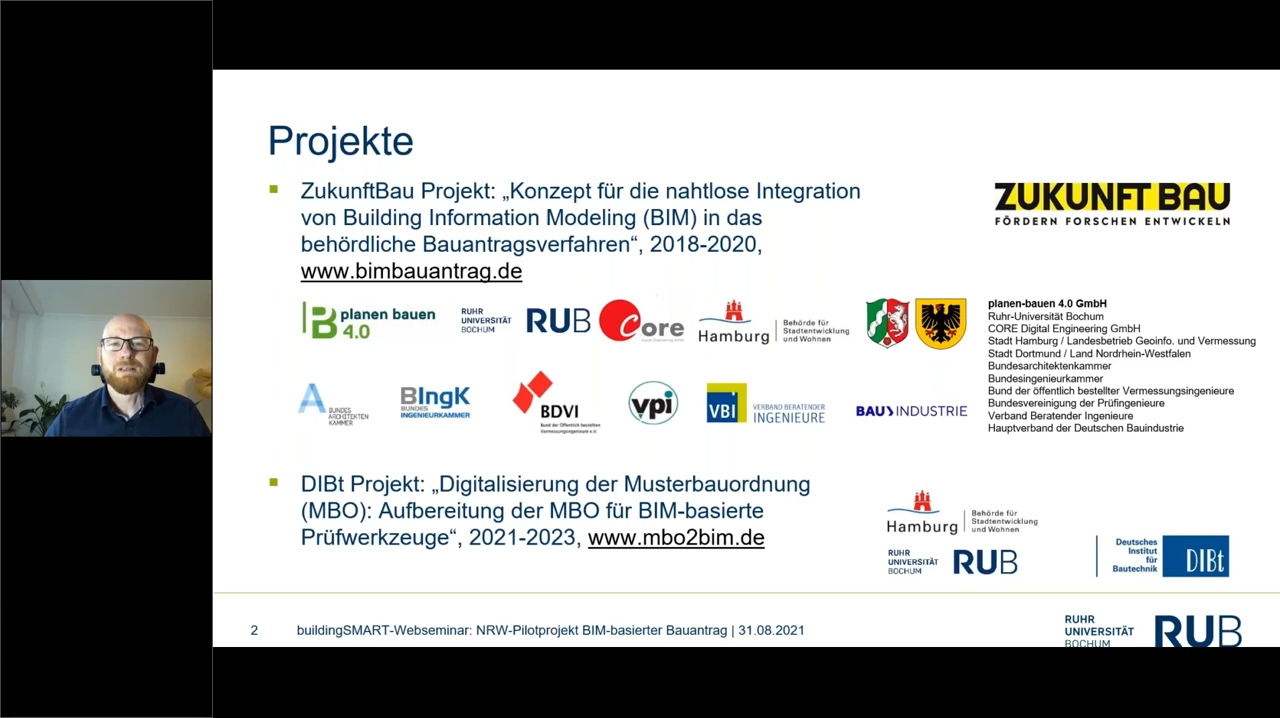 Projekte
ZukunftBau Projekt: „Konzept für die nahtlose Integration
von Building Information Modeling (BIM) in das
behördliche Bauantragsverfahren“, 2018-2020,
www.bimbauantrag.de
ZUKUNFT BAU
FÖRDERN FORSCHEN ENTWICKELN
planen bauen
4.0
RUHR
UNIVERSITÄT
BOCHUM
RUB
core
Hamburg
Behörde für
Stadtentwicklung
und Wohnen
planen-bauen 4.0 GmbH
Ruhr-Universität Bochum
CORE Digital Engineering GmbH
Stadt Hamburg / Landesbetrieb Geoinfo. und Vermessung
Stadt Dortmund / Land Nordrhein-Westfalen
Bundesarchitektenkammer
Bundesingenieurkammer
Bund der öffentlich bestellter Vermessungsingenieure
Bundesvereinigung der Prüfingenieure
Verband Beratender Ingenieure
Hauptverband der Deutschen Bauindustrie
BUNDES
ARCHITEKTEN
KAMMER
BIngK
BUNDES
INGENIEURKAMMER
BDVI
Bund der Öffentlich bestellten
Vermessungsingenieure e.V.
vpi
VBI
VERBAND BERATENDER
INGENIEURE
BAU INDUSTRIE
DIBt Projekt: „Digitalisierung der Musterbauordnung
(MBO): Aufbereitung der MBO für BIM-basierte
Prüfwerkzeuge“, 2021-2023, www.mbo2bim.de
Hamburg
Behörde für
Stadtentwicklung
und Wohnen
RUHR
UNIVERSITÄT
BOCHUM
RUB
Deutsches
Institut
für
Bautechnik
DIBt
2
buildingSMART-Webseminar: NRW-Pilotprojekt BIM-basierter Bauantrag | 31.08.2021
RUHR
UNIVERSITÄT
BOCHUM
RUB